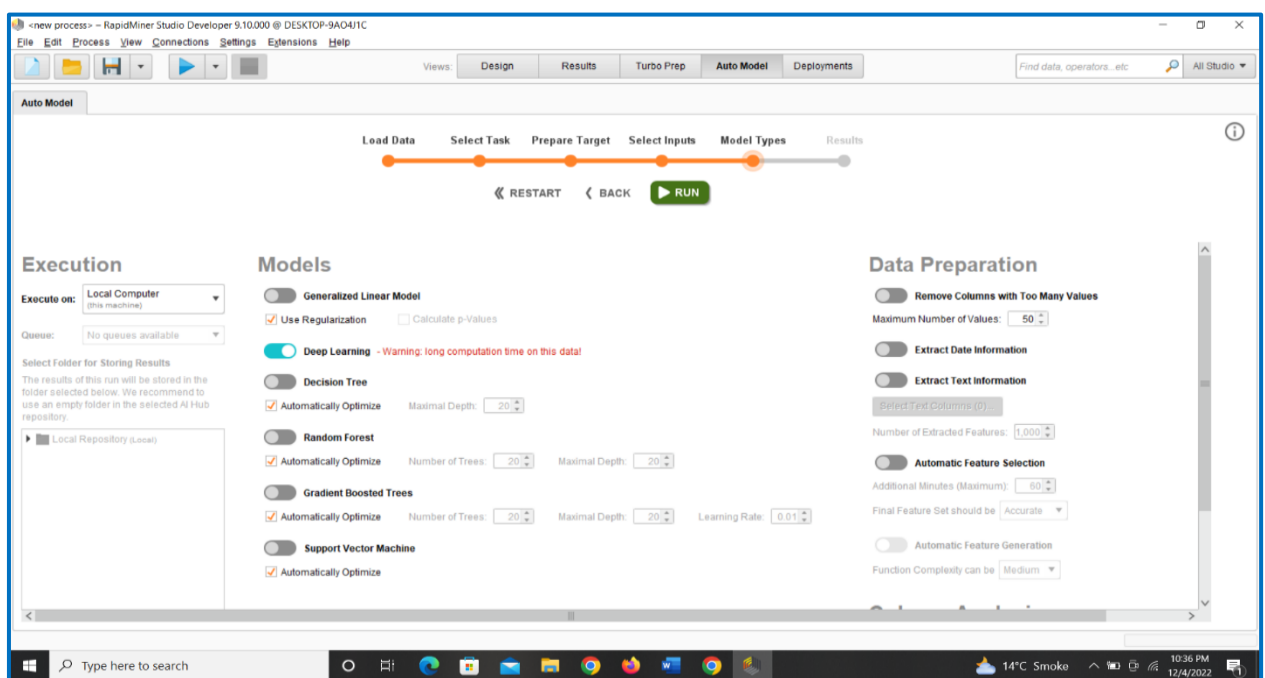 <new process> – RapidMiner Studio Developer 9.10.000 @ DESKTOP-9AO4J1C
File Edit Process View Connections Settings Extensions Help
Views: Design Results Turbo Prep Auto Model Deployments Find data, operators...etc All Studio
Auto Model
Load Data Select Task Prepare Target Select Inputs Model Types Results
RESTART BACK RUN
Execution
Execute on: Local Computer
(this machine)
Queue: No queues available
Select Folder for Storing Results
The results of this run will be stored in the
folder selected below. We recommend to
use an empty folder in the selected AI Hub
repository.
Local Repository (Local)
Models
Generalized Linear Model
Use Regularization Calculate p-Values
Deep Learning - Warning: long computation time on this data!
Decision Tree
Automatically Optimize Maximal Depth: 20
Random Forest
Automatically Optimize Number of Trees: 20 Maximal Depth: 20
Gradient Boosted Trees
Automatically Optimize Number of Trees: 20 Maximal Depth: 20 Learning Rate: 0.01
Support Vector Machine
Automatically Optimize
Data Preparation
Remove Columns with Too Many Values
Maximum Number of Values: 50
Extract Date Information
Extract Text Information
Select Text Columns (0) ...
Number of Extracted Features: 1,000
Automatic Feature Selection
Additional Minutes (Maximum): 60
Final Feature Set should be Accurate
Automatic Feature Generation
Function Complexity can be Medium
Type here to search
14°C Smoke
10:36 PM
12/4/2022